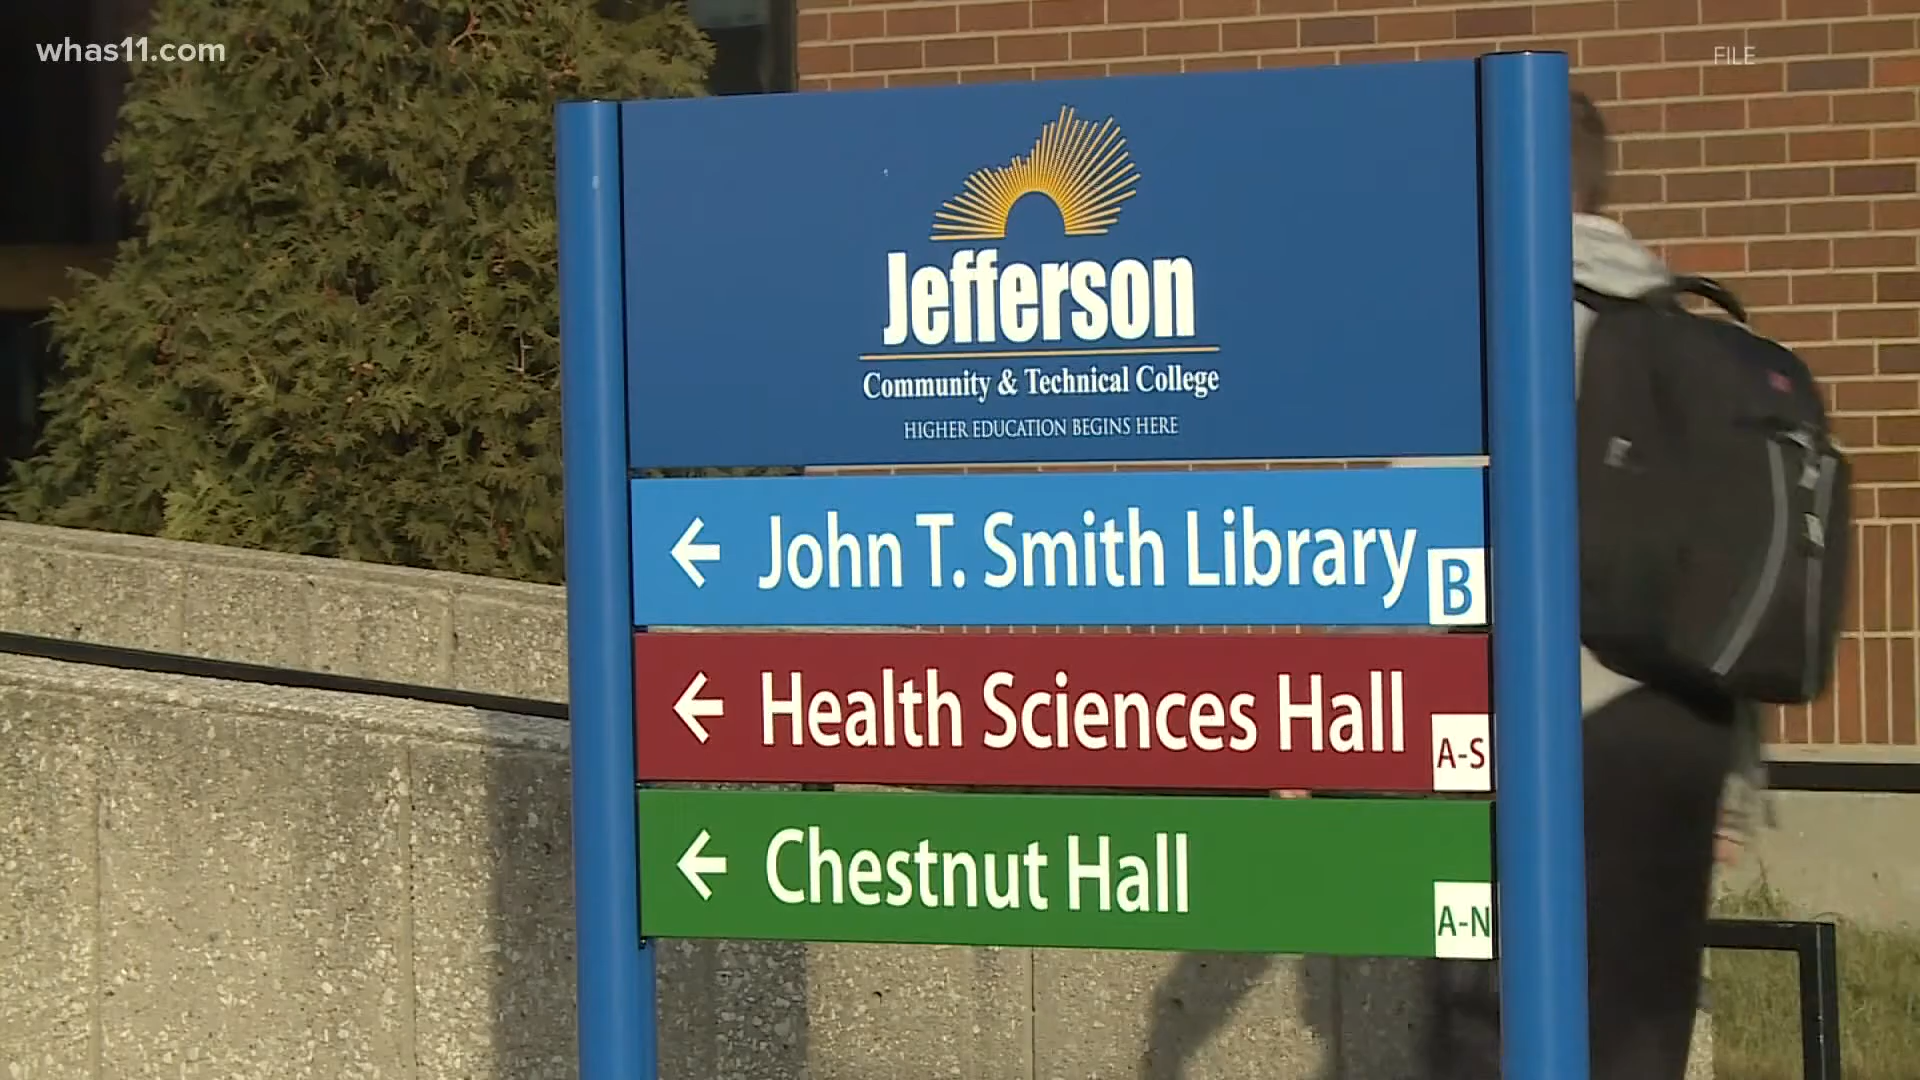 whas11.com
FILE
Jefferson
Community & Technical College
HIGHER EDUCATION BEGINS HERE
← John T. Smith Library B
← Health Sciences Hall A-S
← Chestnut Hall A-N